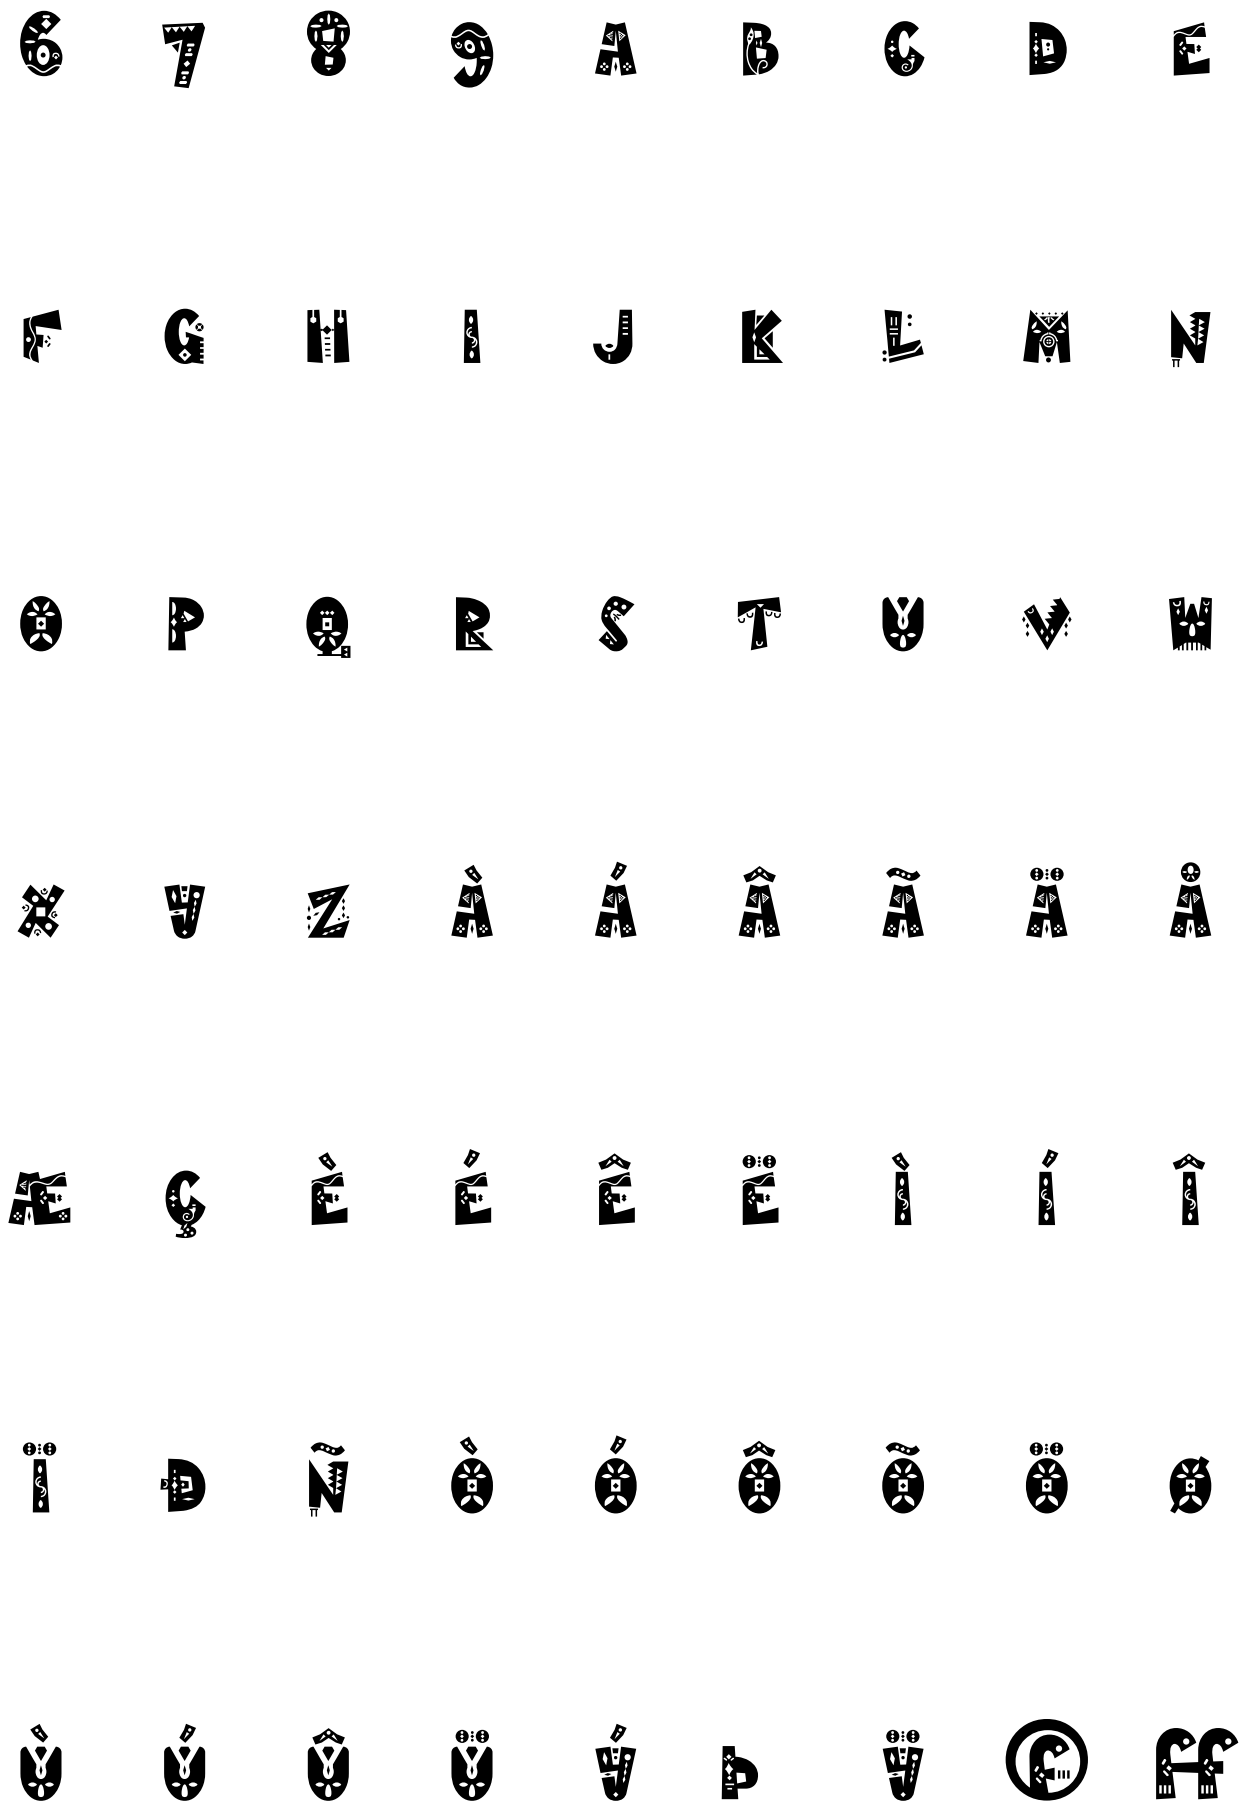 6 7 8 9 A B C D E
F G H I J K L M N
O P Q R S T U V W
X Y Z À Á Â Ã Ä Å
Æ Ç È É Ê Ë Ì Í Î
Ï Ð Ñ Ò Ó Ô Õ Ö Ø
Ù Ú Û Ü Ý Þ Ÿ ff